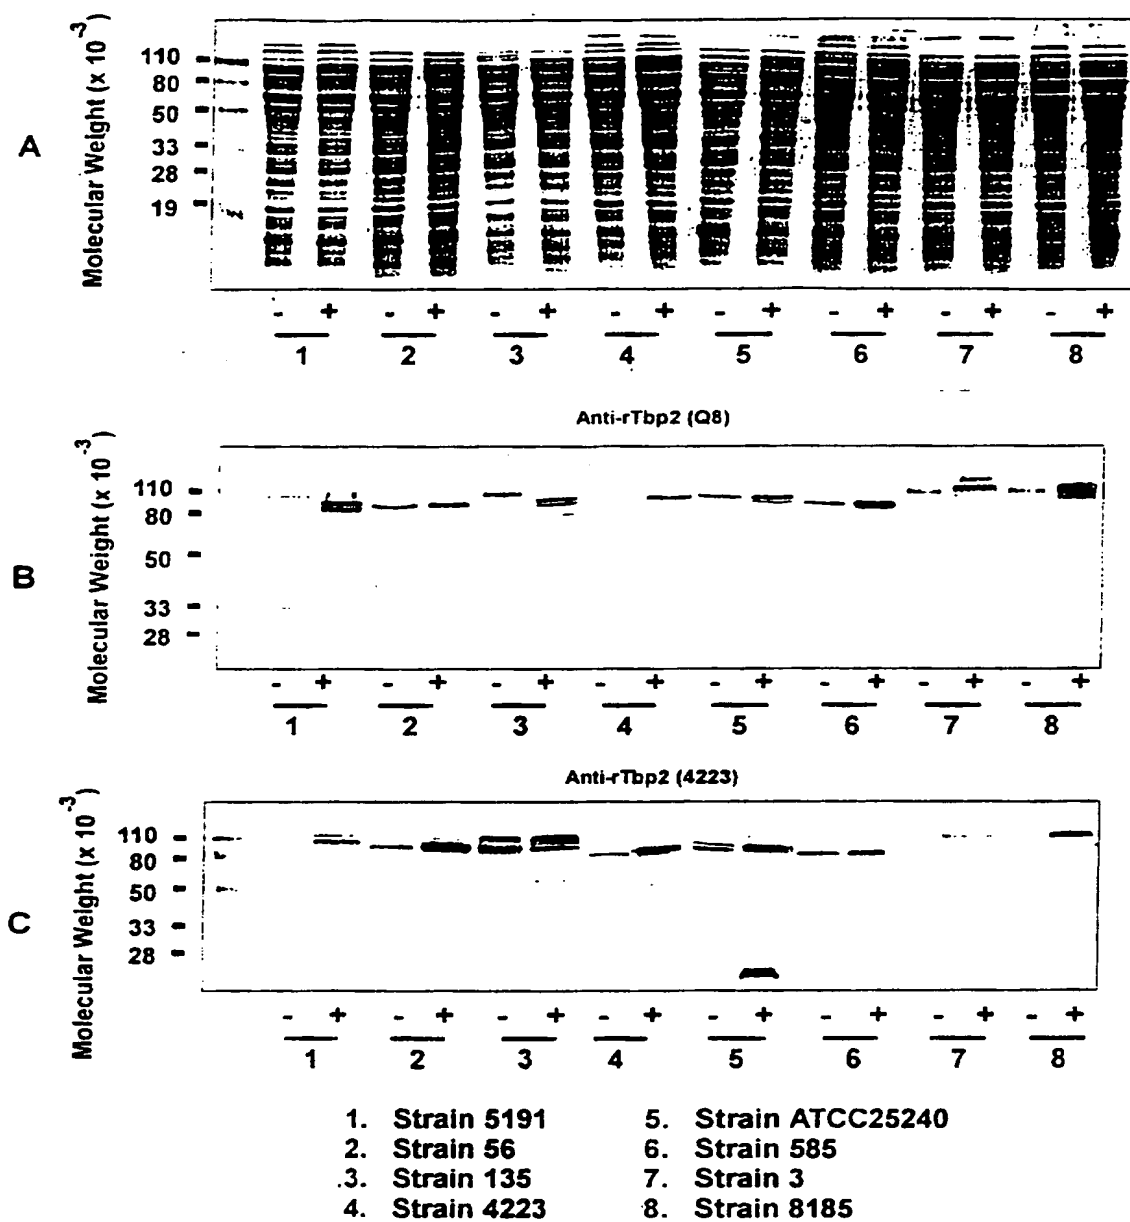 A
Molecular Weight (x 10⁻³)
110
80
50
33
28
19
- + - + - + - + - + - + - + - +
1 2 3 4 5 6 7 8
Anti-rTbp2 (Q8)
B
Molecular Weight (x 10⁻³)
110
80
50
33
28
- + - + - + - + - + - + - + - +
1 2 3 4 5 6 7 8
Anti-rTbp2 (4223)
C
Molecular Weight (x 10⁻³)
110
80
50
33
28
- + - + - + - + - + - + - + - +
1 2 3 4 5 6 7 8
1. Strain 5191
2. Strain 56
3. Strain 135
4. Strain 4223
5. Strain ATCC25240
6. Strain 585
7. Strain 3
8. Strain 8185